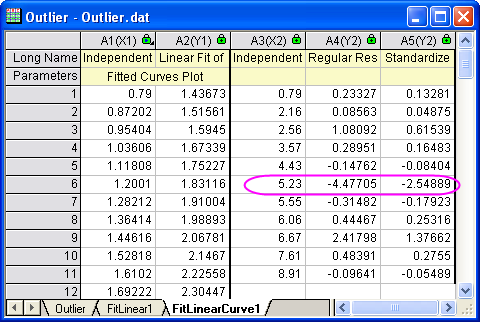 Outlier - Outlier.dat
A1(X1) A2(Y1) A3(X2) A4(Y2) A5(Y2)
Long Name Independent Linear Fit of Independent Regular Res Standardize
Parameters Fitted Curves Plot
1 0.79 1.43673 0.79 0.23327 0.13281
2 0.87202 1.51561 2.16 0.08563 0.04875
3 0.95404 1.5945 2.56 1.08092 0.61539
4 1.03606 1.67339 3.57 0.28951 0.16483
5 1.11808 1.75227 4.43 -0.14762 -0.08404
6 1.2001 1.83116 5.23 -4.47705 -2.54889
7 1.28212 1.91004 5.55 -0.31482 -0.17923
8 1.36414 1.98893 6.06 0.44467 0.25316
9 1.44616 2.06781 6.67 2.41798 1.37662
10 1.52818 2.1467 7.61 0.48391 0.2755
11 1.6102 2.22558 8.91 -0.09641 -0.05489
12 1.69222 2.30447
Outlier FitLinear1 FitLinearCurve1